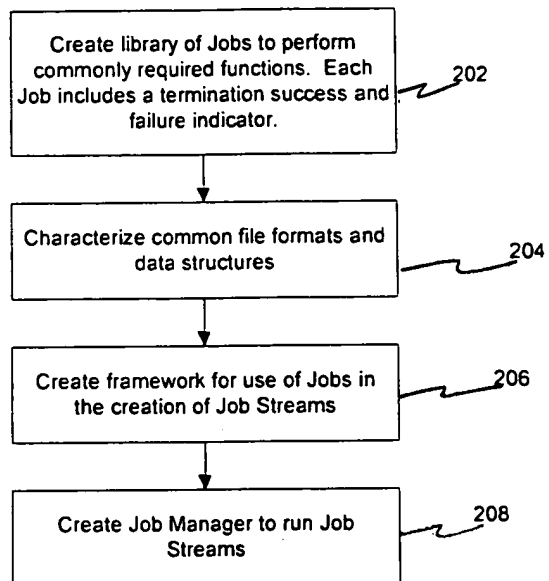 Create library of Jobs to perform
commonly required functions. Each
Job includes a termination success and
failure indicator.
202
Characterize common file formats and
data structures
204
Create framework for use of Jobs in
the creation of Job Streams
206
Create Job Manager to run Job
Streams
208